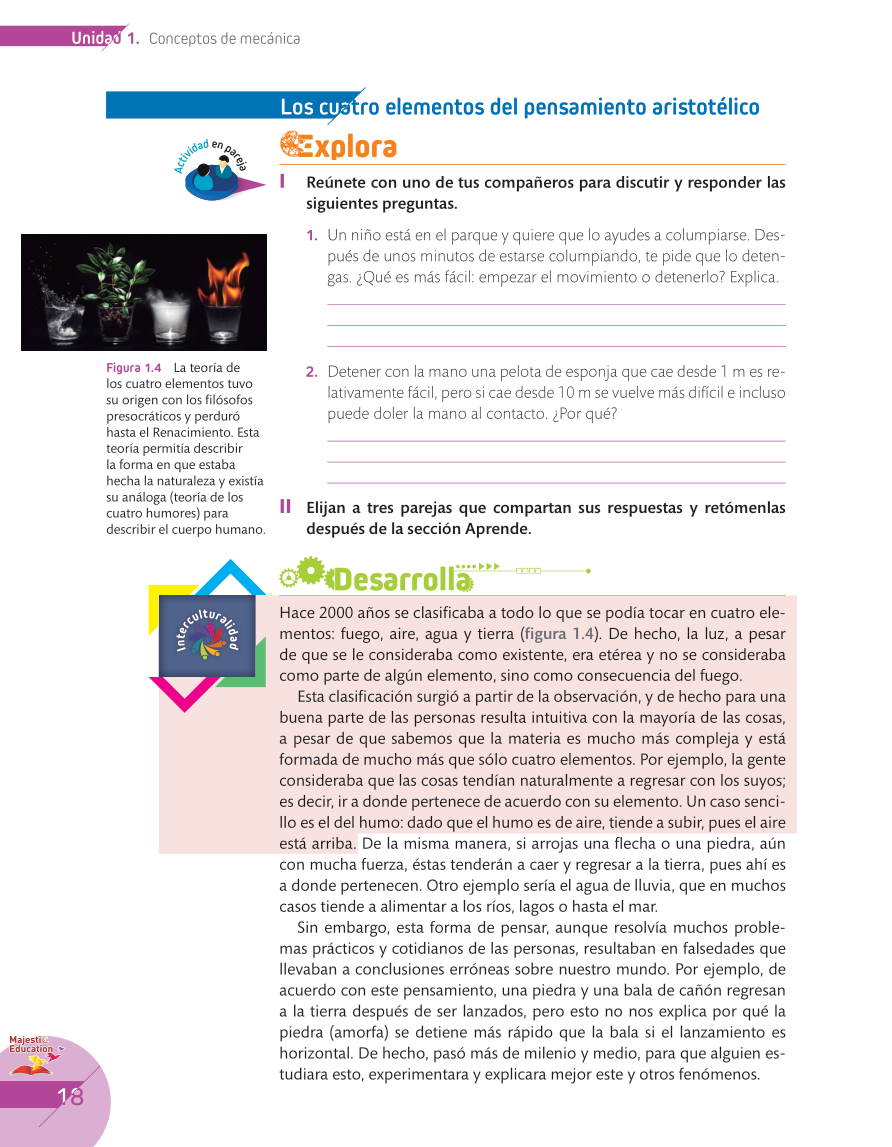 Unidad 1. Conceptos de mecánica
Los cuatro elementos del pensamiento aristotélico
Actividad en pareja
Explora
I Reúnete con uno de tus compañeros para discutir y responder las
siguientes preguntas.
1. Un niño está en el parque y quiere que lo ayudes a columpiarse. Des-
pués de unos minutos de estarse columpiando, te pide que lo deten-
gas. ¿Qué es más fácil: empezar el movimiento o detenerlo? Explica.
2. Detener con la mano una pelota de esponja que cae desde 1 m es re-
lativamente fácil, pero si cae desde 10 m se vuelve más difícil e incluso
puede doler la mano al contacto. ¿Por qué?
II Elijan a tres parejas que compartan sus respuestas y retómenlas
después de la sección Aprende.
Figura 1.4 La teoría de
los cuatro elementos tuvo
su origen con los filósofos
presocráticos y perduró
hasta el Renacimiento. Esta
teoría permitía describir
la forma en que estaba
hecha la naturaleza y existía
su análoga (teoría de los
cuatro humores) para
describir el cuerpo humano.
Desarrolla
Interculturalidad
Hace 2000 años se clasificaba a todo lo que se podía tocar en cuatro ele-
mentos: fuego, aire, agua y tierra (figura 1.4). De hecho, la luz, a pesar
de que se le consideraba como existente, era etérea y no se consideraba
como parte de algún elemento, sino como consecuencia del fuego.
Esta clasificación surgió a partir de la observación, y de hecho para una
buena parte de las personas resulta intuitiva con la mayoría de las cosas,
a pesar de que sabemos que la materia es mucho más compleja y está
formada de mucho más que sólo cuatro elementos. Por ejemplo, la gente
consideraba que las cosas tendían naturalmente a regresar con los suyos;
es decir, ir a donde pertenece de acuerdo con su elemento. Un caso senci-
llo es el del humo: dado que el humo es de aire, tiende a subir, pues el aire
está arriba. De la misma manera, si arrojas una flecha o una piedra, aún
con mucha fuerza, éstas tenderán a caer y regresar a la tierra, pues ahí es
a donde pertenecen. Otro ejemplo sería el agua de lluvia, que en muchos
casos tiende a alimentar a los ríos, lagos o hasta el mar.
Sin embargo, esta forma de pensar, aunque resolvía muchos proble-
mas prácticos y cotidianos de las personas, resultaban en falsedades que
llevaban a conclusiones erróneas sobre nuestro mundo. Por ejemplo, de
acuerdo con este pensamiento, una piedra y una bala de cañón regresan
a la tierra después de ser lanzados, pero esto no nos explica por qué la
piedra (amorfa) se detiene más rápido que la bala si el lanzamiento es
horizontal. De hecho, pasó más de milenio y medio, para que alguien es-
tudiara esto, experimentara y explicara mejor este y otros fenómenos.
Majestic
Education
18